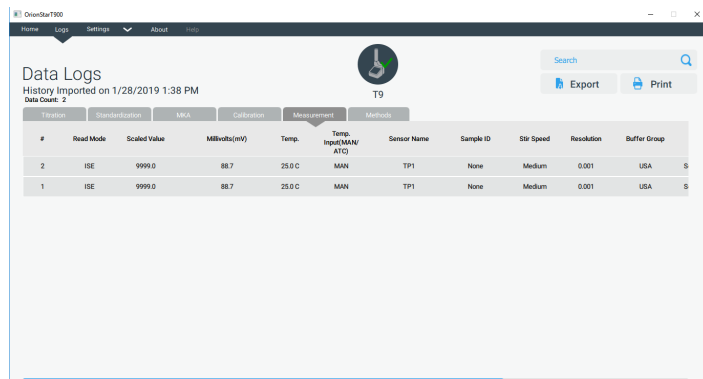 OrionStarT900
Home Logs Settings About Help
Data Logs
History Imported on 1/28/2019 1:38 PM
Data Count: 2
T9
Search
Export Print
Titration Standardization MKA Calibration Measurement Methods
# Read Mode Scaled Value Millivolts(mV) Temp. Temp. Input(MAN/ATC) Sensor Name Sample ID Stir Speed Resolution Buffer Group
2 ISE 9999.0 88.7 25.0 C MAN TP1 None Medium 0.001 USA S
1 ISE 9999.0 88.7 25.0 C MAN TP1 None Medium 0.001 USA S